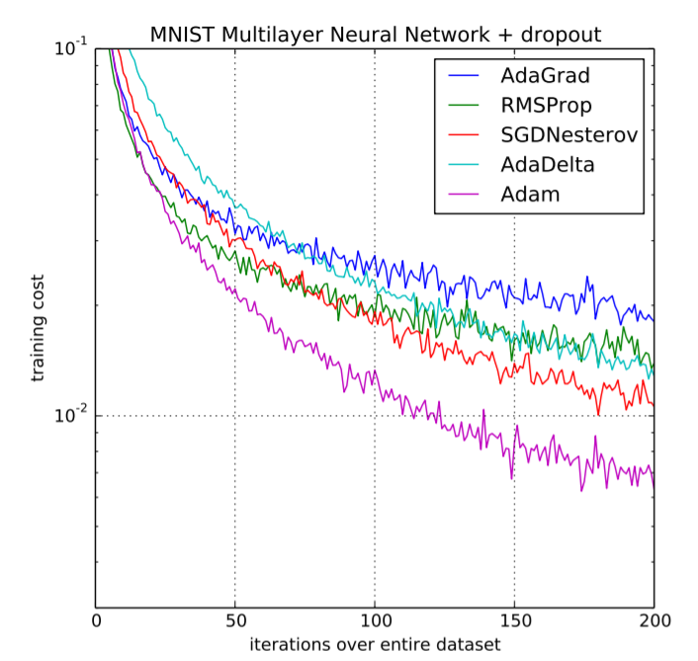 MNIST Multilayer Neural Network + dropout
10⁻¹
AdaGrad
RMSProp
SGDNesterov
AdaDelta
Adam
training cost
10⁻²
0 50 100 150 200
iterations over entire dataset